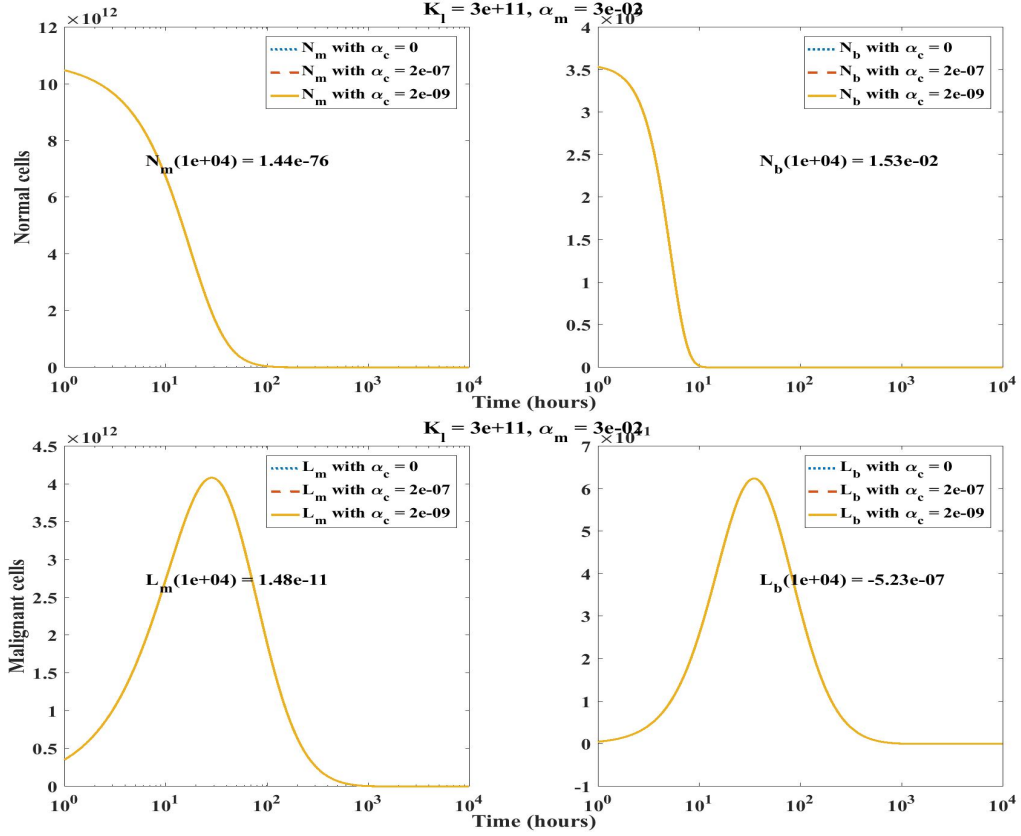 K_l = 3e+11, α_m = 3e-02
×10^12
12
10
8
6
4
2
0
Normal cells
N_m with α_c = 0
N_m with α_c = 2e-07
N_m with α_c = 2e-09
N_m(1e+04) = 1.44e-76
10^0 10^1 10^2 10^3 10^4
4
3.5
3
2.5
2
1.5
1
0.5
0
N_b with α_c = 0
N_b with α_c = 2e-07
N_b with α_c = 2e-09
N_b(1e+04) = 1.53e-02
10^0 10^1 10^2 10^3 10^4
Time (hours)
K_l = 3e+11, α_m = 3e-02
×10^12
4.5
4
3.5
3
2.5
2
1.5
1
0.5
0
Malignant cells
L_m with α_c = 0
L_m with α_c = 2e-07
L_m with α_c = 2e-09
L_m(1e+04) = 1.48e-11
10^0 10^1 10^2 10^3 10^4
×10^11
7
6
5
4
3
2
1
0
-1
L_b with α_c = 0
L_b with α_c = 2e-07
L_b with α_c = 2e-09
L_b(1e+04) = -5.23e-07
10^0 10^1 10^2 10^3 10^4
Time (hours)